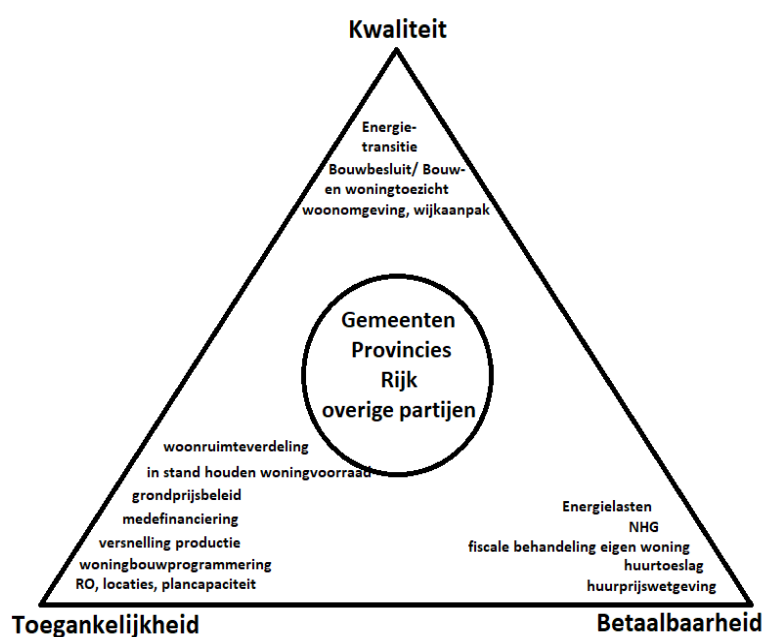 Kwaliteit
Energie-
transitie
Bouwbesluit/ Bouw-
en woningtoezicht
woonomgeving, wijkaanpak
Gemeenten
Provincies
Rijk
overige partijen
woonruimteverdeling
in stand houden woningvoorraad
grondprijsbeleid
medefinanciering
versnelling productie
woningbouwprogrammering
RO, locaties, plancapaciteit
Energielasten
NHG
fiscale behandeling eigen woning
huurtoeslag
huurprijswetgeving
Toegankelijkheid
Betaalbaarheid